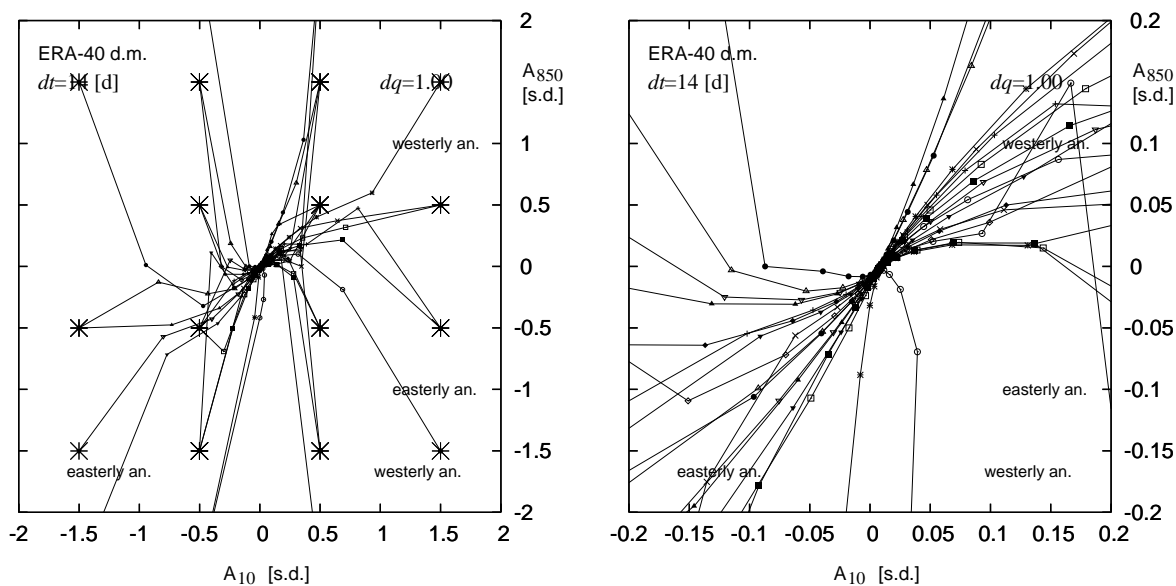 2
ERA-40 d.m.
dt=14 [d]
dq=1.00
A850
[s.d.]
1.5
1
westerly an.
0.5
0
-0.5
-1
easterly an.
-1.5
easterly an.
westerly an.
-2
-2 -1.5 -1 -0.5 0 0.5 1 1.5 2
A10 [s.d.]
0.2
ERA-40 d.m.
dt=14 [d]
dq=1.00
A850
[s.d.]
0.15
0.1
westerly an.
0.05
0
-0.05
-0.1
easterly an.
-0.15
easterly an.
westerly an.
-0.2
-0.2 -0.15 -0.1 -0.05 0 0.05 0.1 0.15 0.2
A10 [s.d.]